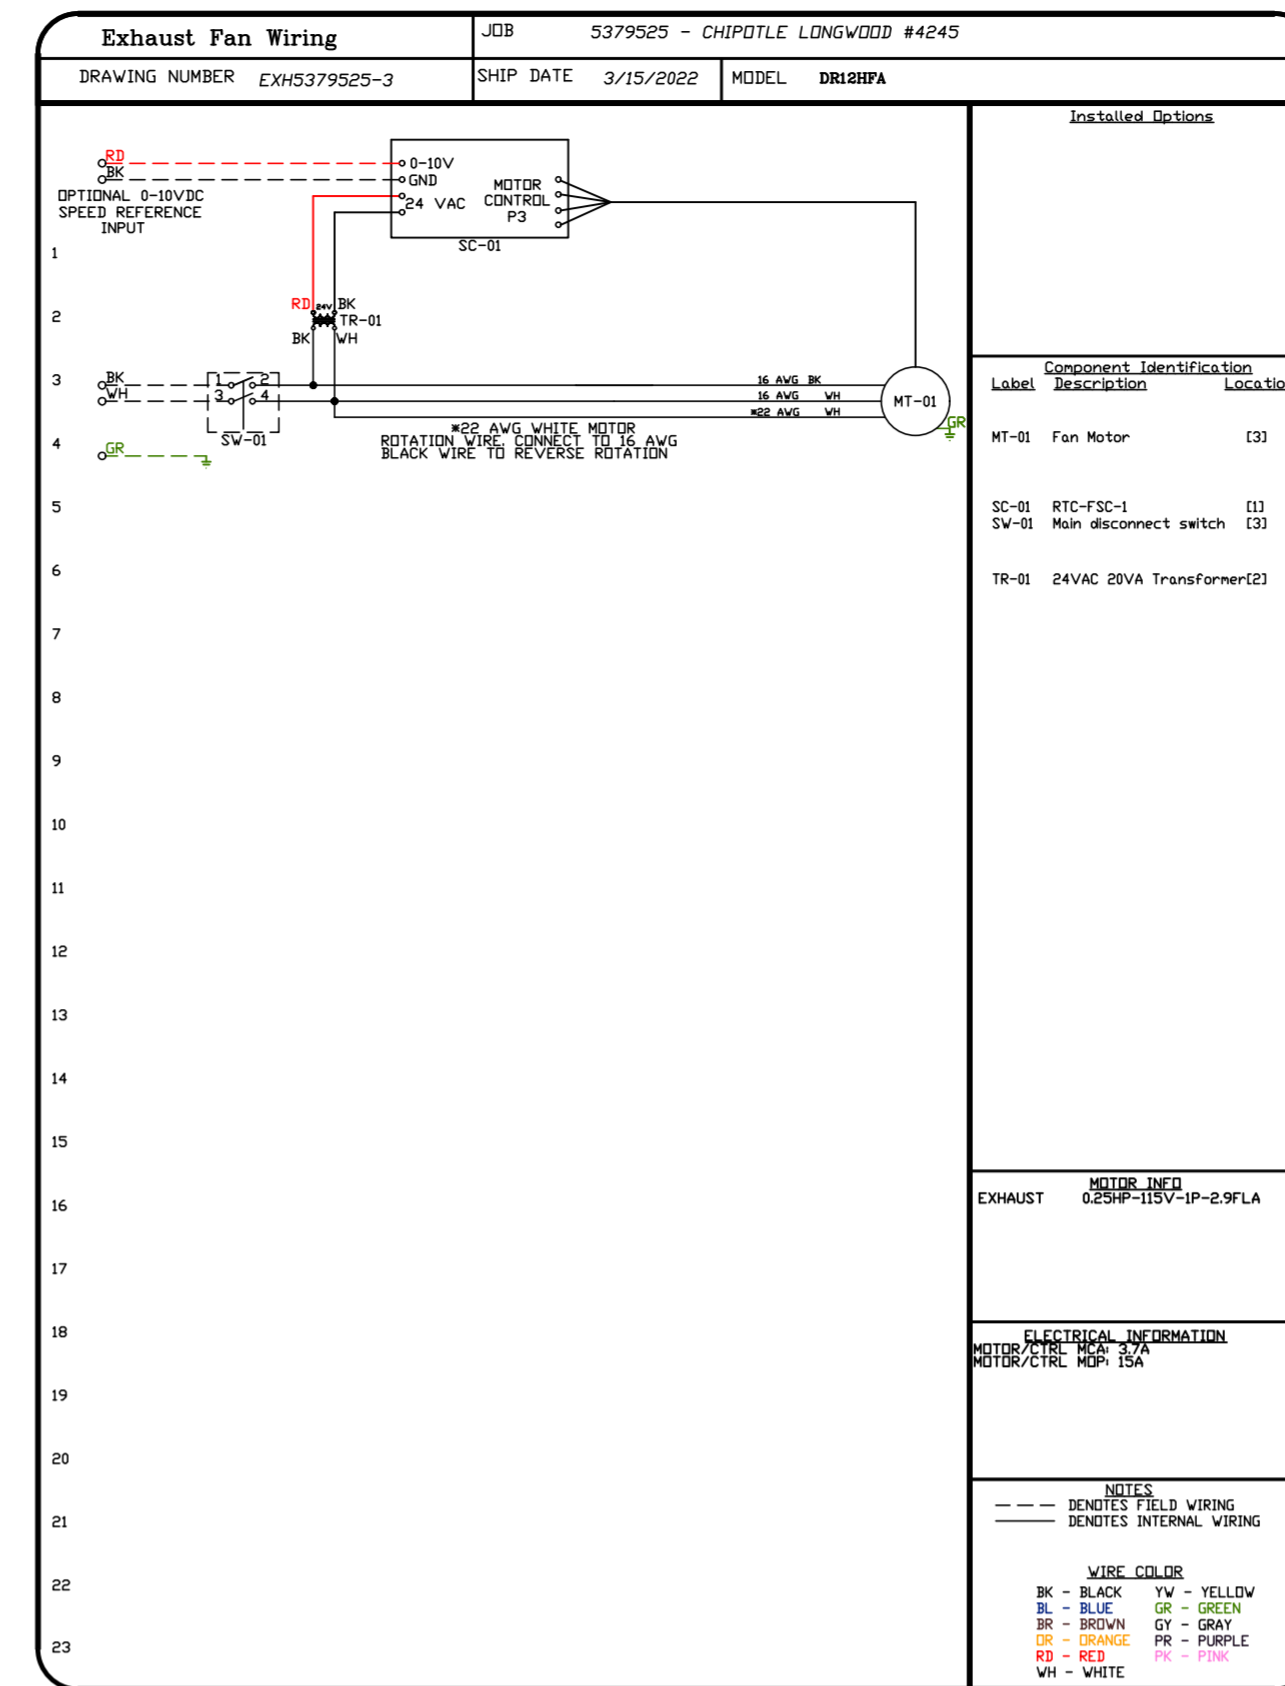 Exhaust Fan Wiring
JOB 5379525 - CHIPOTLE LONGWOOD #4245
DRAWING NUMBER EXH5379525-3
SHIP DATE 3/15/2022
MODEL DR12HFA
Installed Options
RD
BK
OPTIONAL 0-10VDC
SPEED REFERENCE
INPUT
0-10V
GND
24 VAC
MOTOR
CONTROL
P3
SC-01
RD 24V BK
TR-01
BK WH
BK
WH
1 2
3 4
SW-01
GR
16 AWG BK
16 AWG WH
*22 AWG WH
MT-01
GR
*22 AWG WHITE MOTOR
ROTATION WIRE. CONNECT TO 16 AWG
BLACK WIRE TO REVERSE ROTATION
1
2
3
4
5
6
7
8
9
10
11
12
13
14
15
16
17
18
19
20
21
22
23
Component Identification
Label Description Locatio
MT-01 Fan Motor [3]
SC-01 RTC-FSC-1 [1]
SW-01 Main disconnect switch [3]
TR-01 24VAC 20VA Transformer[2]
MOTOR INFO
EXHAUST 0.25HP-115V-1P-2.9FLA
ELECTRICAL INFORMATION
MOTOR/CTRL MCA: 3.7A
MOTOR/CTRL MOP: 15A
NOTES
DENOTES FIELD WIRING
DENOTES INTERNAL WIRING
WIRE COLOR
BK - BLACK YW - YELLOW
BL - BLUE GR - GREEN
BR - BROWN GY - GRAY
OR - ORANGE PR - PURPLE
RD - RED PK - PINK
WH - WHITE